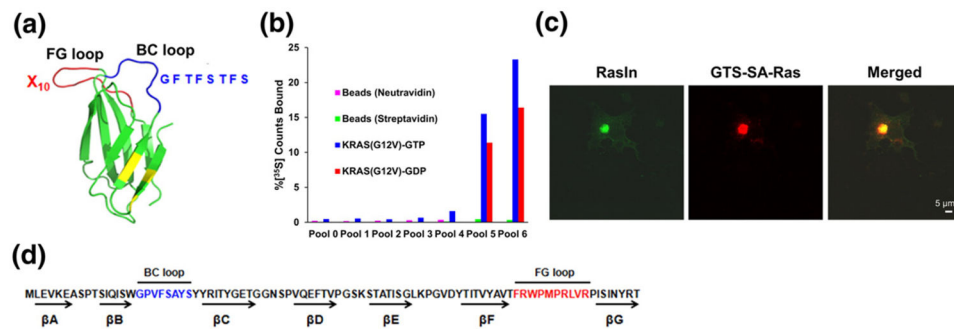 (a)
FG loop
BC loop
X10
G F T F S T F S
(b)
%[35S] Counts Bound
25
20
15
10
5
0
Beads (Neutravidin)
Beads (Streptavidin)
KRAS(G12V)-GTP
KRAS(G12V)-GDP
Pool 0 Pool 1 Pool 2 Pool 3 Pool 4 Pool 5 Pool 6
(c)
RasIn GTS-SA-Ras Merged
5 µm
(d)
BC loop FG loop
MLEVKEASPTSIQISWGPVFSAYSYYRITYGETGGNSPVQEFTVPGSKSTATISGLKPGVDYTITVYAVTFRWPMPRLVRPISINYRT
βA βB βC βD βE βF βG